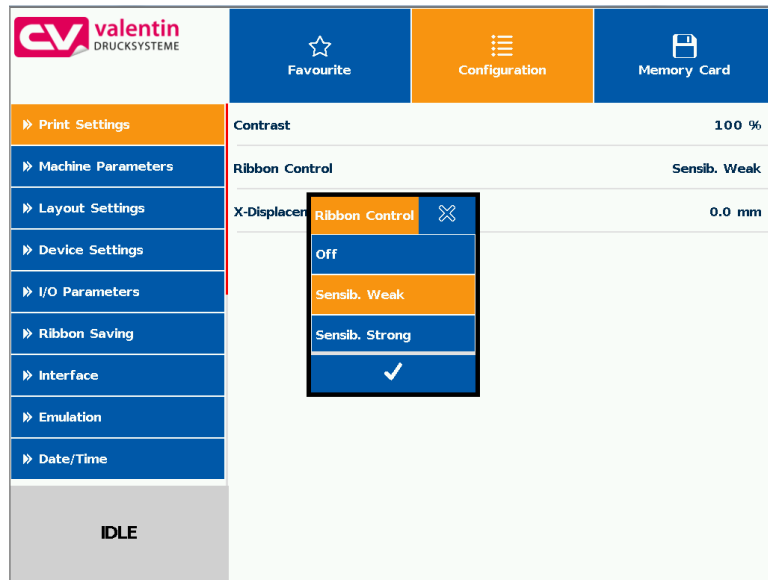 CV valentin
DRUCKSYSTEME
Favourite
Configuration
Memory Card
Print Settings
Machine Parameters
Layout Settings
Device Settings
I/O Parameters
Ribbon Saving
Interface
Emulation
Date/Time
IDLE
Contrast 100 %
Ribbon Control Sensib. Weak
X-Displacem 0.0 mm
Ribbon Control
Off
Sensib. Weak
Sensib. Strong